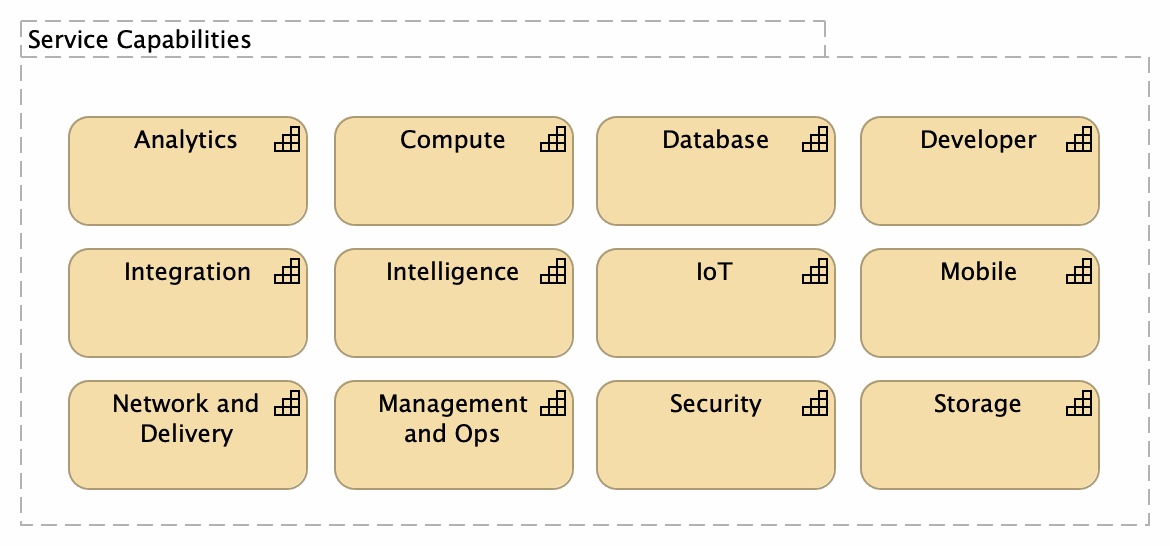 Service Capabilities
Analytics
Compute
Database
Developer
Integration
Intelligence
IoT
Mobile
Network and
Delivery
Management
and Ops
Security
Storage